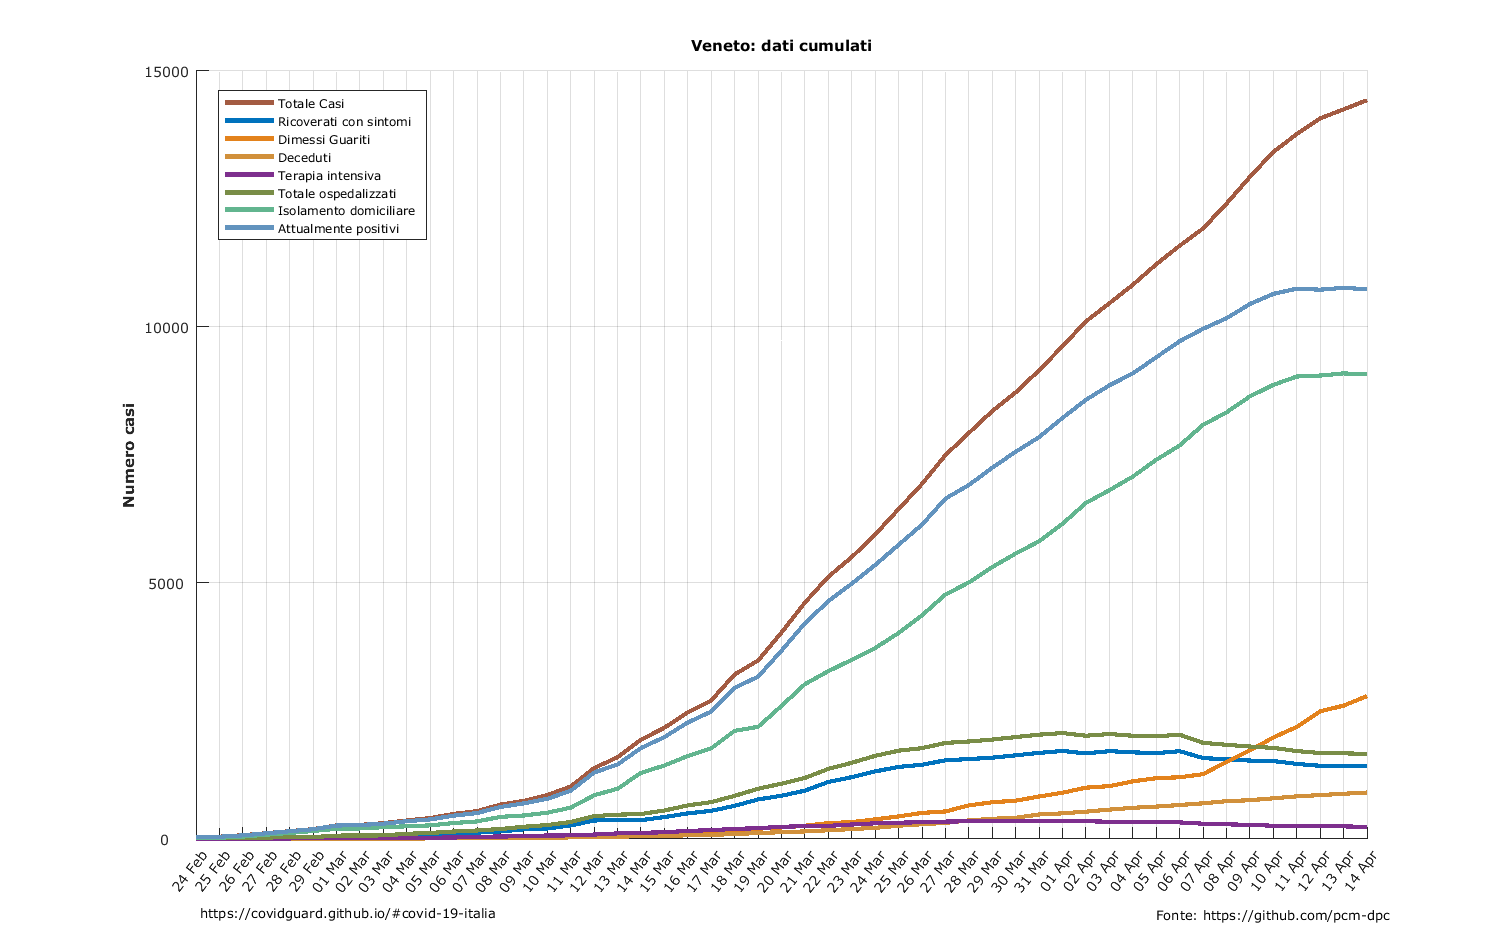 Veneto: dati cumulati
15000
10000
5000
0
Numero casi
Totale Casi
Ricoverati con sintomi
Dimessi Guariti
Deceduti
Terapia intensiva
Totale ospedalizzati
Isolamento domiciliare
Attualmente positivi
24 Feb
25 Feb
26 Feb
27 Feb
28 Feb
29 Feb
01 Mar
02 Mar
03 Mar
04 Mar
05 Mar
06 Mar
07 Mar
08 Mar
09 Mar
10 Mar
11 Mar
12 Mar
13 Mar
14 Mar
15 Mar
16 Mar
17 Mar
18 Mar
19 Mar
20 Mar
21 Mar
22 Mar
23 Mar
24 Mar
25 Mar
26 Mar
27 Mar
28 Mar
29 Mar
30 Mar
31 Mar
01 Apr
02 Apr
03 Apr
04 Apr
05 Apr
06 Apr
07 Apr
08 Apr
09 Apr
10 Apr
11 Apr
12 Apr
13 Apr
14 Apr
https://covidguard.github.io/#covid-19-italia
Fonte: https://github.com/pcm-dpc